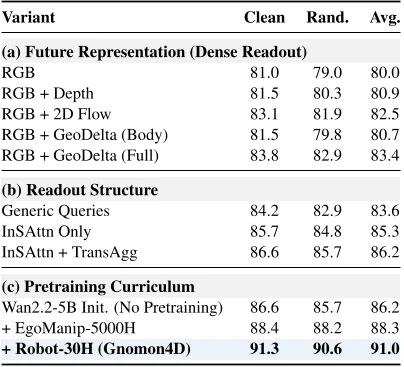 Variant Clean Rand. Avg.
(a) Future Representation (Dense Readout)
RGB 81.0 79.0 80.0
RGB + Depth 81.5 80.3 80.9
RGB + 2D Flow 83.1 81.9 82.5
RGB + GeoDelta (Body) 81.5 79.8 80.7
RGB + GeoDelta (Full) 83.8 82.9 83.4
(b) Readout Structure
Generic Queries 84.2 82.9 83.6
InSAttn Only 85.7 84.8 85.3
InSAttn + TransAgg 86.6 85.7 86.2
(c) Pretraining Curriculum
Wan2.2-5B Init. (No Pretraining) 86.6 85.7 86.2
+ EgoManip-5000H 88.4 88.2 88.3
+ Robot-30H (Gnomon4D) 91.3 90.6 91.0